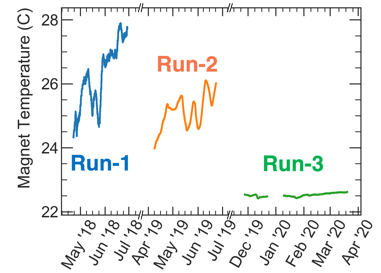 Magnet Temperature (C)
28
26
24
22
Run-1
Run-2
Run-3
May '18
Jun '18
Jul '18
Apr '19
May '19
Jun '19
Jul '19
Dec '19
Jan '20
Feb '20
Mar '20
Apr '20